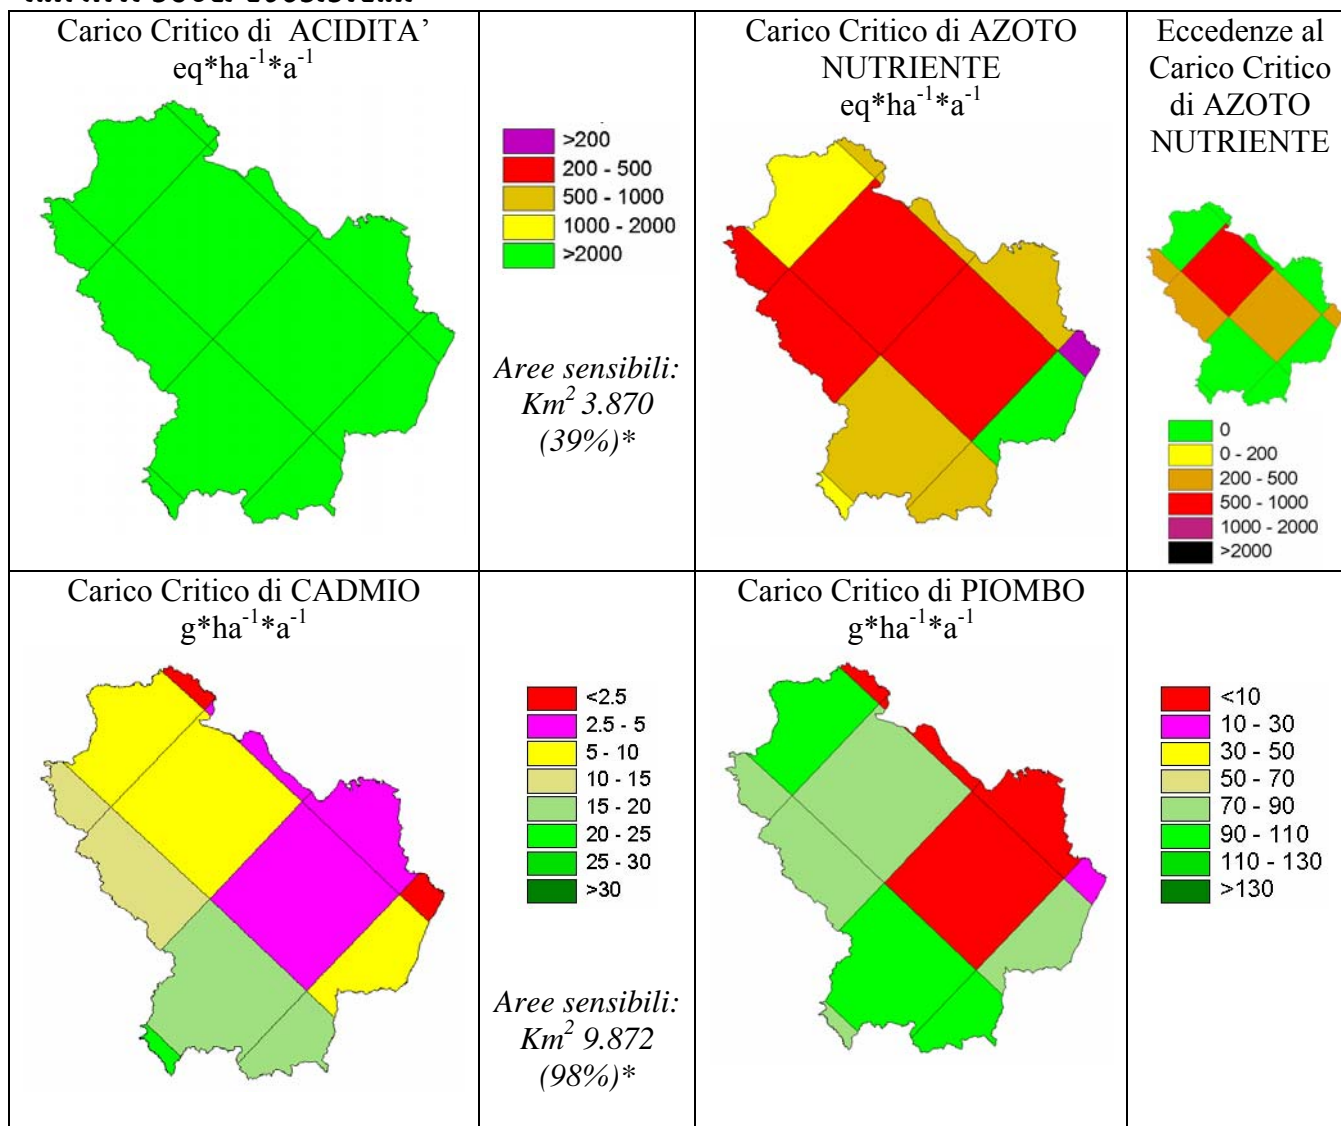 Carico Critico di ACIDITA’
eq*ha-1*a-1
>200
200 - 500
500 - 1000
1000 - 2000
>2000
Aree sensibili:
Km2 3.870
(39%)*
Carico Critico di AZOTO
NUTRIENTE
eq*ha-1*a-1
Eccedenze al
Carico Critico
di AZOTO
NUTRIENTE
0
0 - 200
200 - 500
500 - 1000
1000 - 2000
>2000
Carico Critico di CADMIO
g*ha-1*a-1
<2.5
2.5 - 5
5 - 10
10 - 15
15 - 20
20 - 25
25 - 30
>30
Aree sensibili:
Km2 9.872
(98%)*
Carico Critico di PIOMBO
g*ha-1*a-1
<10
10 - 30
30 - 50
50 - 70
70 - 90
90 - 110
110 - 130
>130